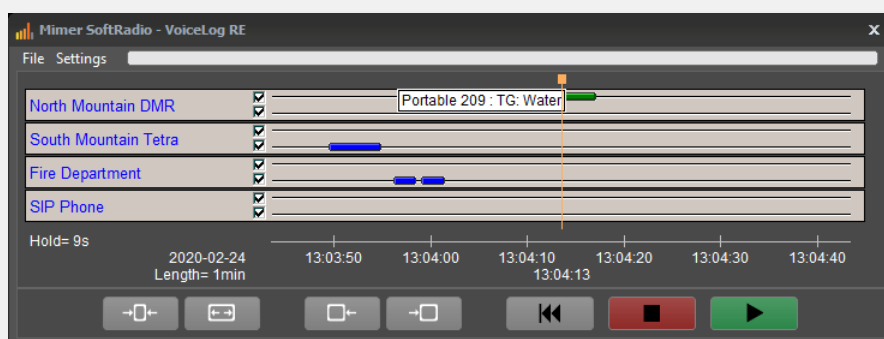 Mimer SoftRadio - VoiceLog RE x
File Settings
North Mountain DMR Portable 209 : TG: Water
South Mountain Tetra
Fire Department
SIP Phone
Hold= 9s
2020-02-24 13:03:50 13:04:00 13:04:10 13:04:20 13:04:30 13:04:40
Length= 1min 13:04:13